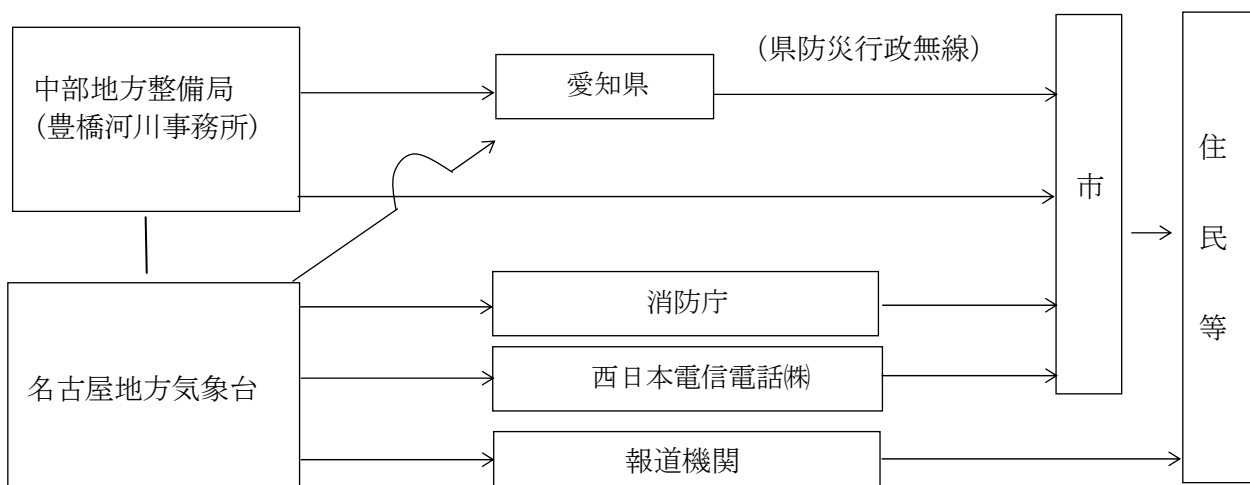 中部地方整備局
(豊橋河川事務所)
愛知県
(県防災行政無線)
名古屋地方気象台
消防庁
西日本電信電話㈱
報道機関
市
住民等